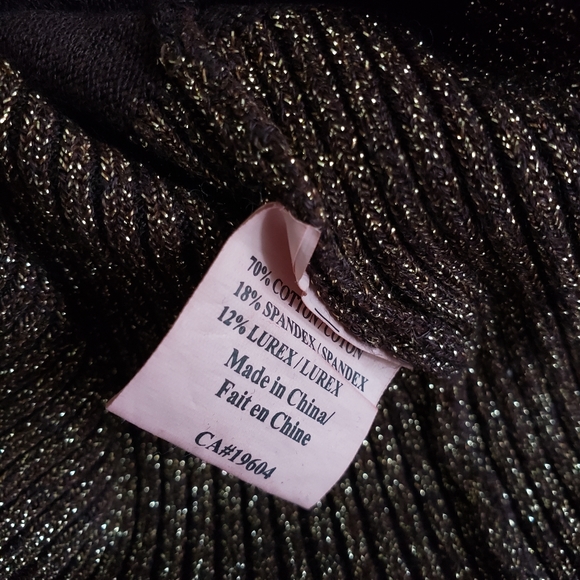 70% COTTON/COTON
18% SPANDEX/SPANDEX
12% LUREX/LUREX
Made in China/
Fait en Chine
CA#19604